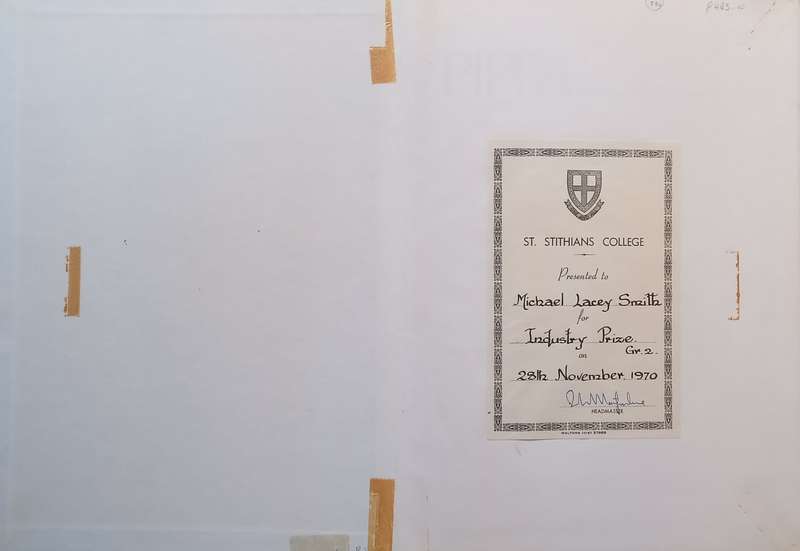 ST. STITHIANS COLLEGE
Presented to
Michael Lacey Smith
for
Industry Prize.
Gr. 2.
on
28th November 1970
HEADMASTER